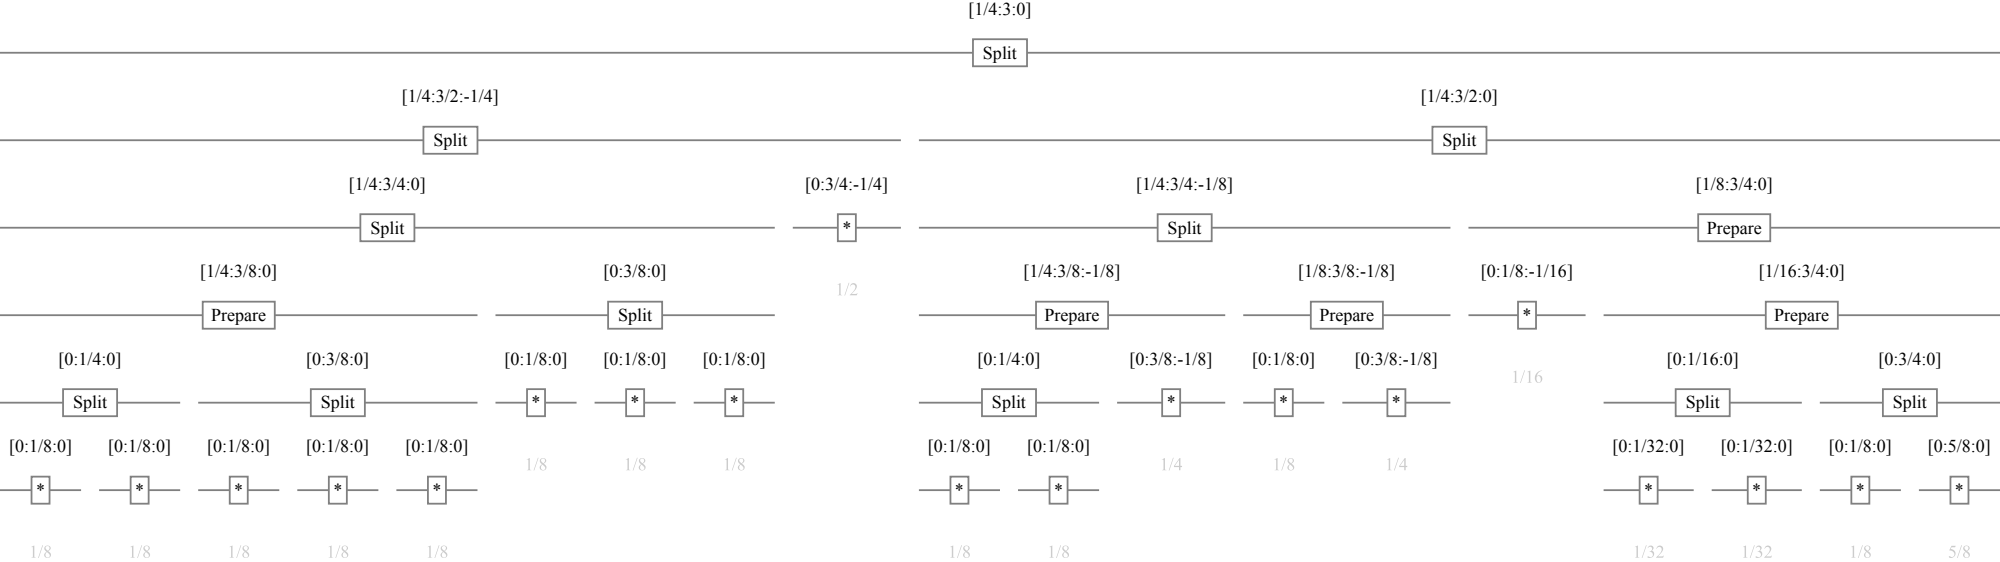 [1/4:3:0]
Split
[1/4:3/2:-1/4] [1/4:3/2:0]
Split Split
[1/4:3/4:0] [0:3/4:-1/4] [1/4:3/4:-1/8] [1/8:3/4:0]
Split * Split Prepare
[1/4:3/8:0] [0:3/8:0] [1/4:3/8:-1/8] [1/8:3/8:-1/8] [0:1/8:-1/16] [1/16:3/4:0]
1/2
Prepare Split Prepare Prepare * Prepare
[0:1/4:0] [0:3/8:0] [0:1/8:0] [0:1/8:0] [0:1/8:0] [0:1/4:0] [0:3/8:-1/8] [0:1/8:0] [0:3/8:-1/8] [0:1/16:0] [0:3/4:0]
1/16
Split Split * * * Split * * * Split Split
[0:1/8:0] [0:1/8:0] [0:1/8:0] [0:1/8:0] [0:1/8:0] [0:1/8:0] [0:1/8:0] [0:1/32:0] [0:1/32:0] [0:1/8:0] [0:5/8:0]
1/8 1/8 1/8 1/4 1/8 1/4
* * * * * * * * * * *
1/8 1/8 1/8 1/8 1/8 1/8 1/8 1/32 1/32 1/8 5/8